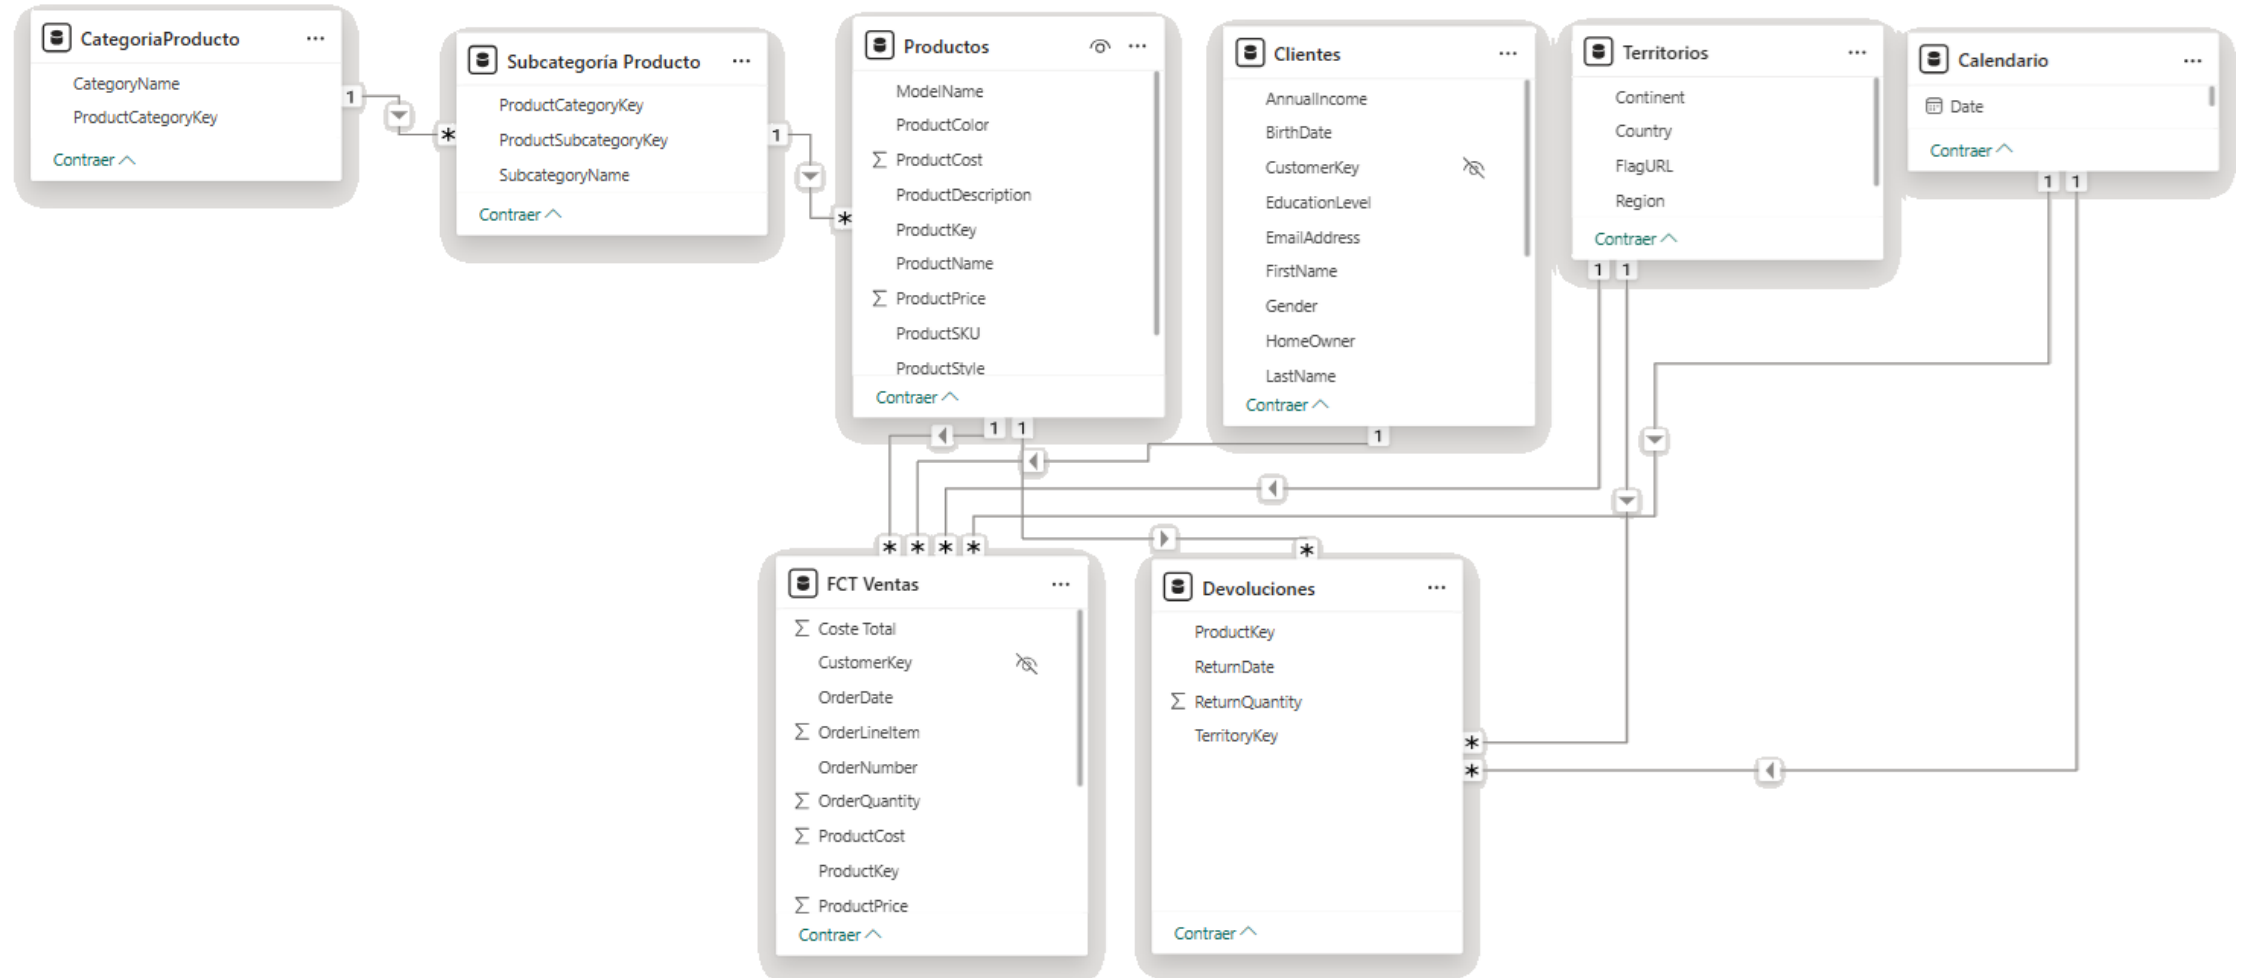 CategoriaProducto
CategoryName
ProductCategoryKey
Contraer
Subcategoría Producto
ProductCategoryKey
ProductSubcategoryKey
SubcategoryName
Contraer
Productos
ModelName
ProductColor
ProductCost
ProductDescription
ProductKey
ProductName
ProductPrice
ProductSKU
ProductStyle
Contraer
Clientes
AnnualIncome
BirthDate
CustomerKey
EducationLevel
EmailAddress
FirstName
Gender
HomeOwner
LastName
Contraer
Territorios
Continent
Country
FlagURL
Region
Contraer
Calendario
Date
Contraer
1
*
1
*
1 1
1
1 1
1 1
* * * *
*
FCT Ventas
Σ Coste Total
CustomerKey
OrderDate
Σ OrderLineItem
OrderNumber
Σ OrderQuantity
Σ ProductCost
ProductKey
Σ ProductPrice
Contraer
Devoluciones
ProductKey
ReturnDate
Σ ReturnQuantity
TerritoryKey
Contraer
*
*